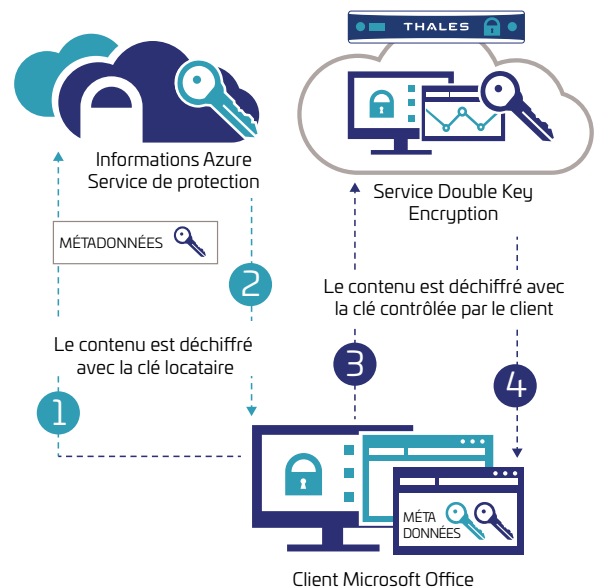 THALES
Informations Azure
Service de protection
Service Double Key
Encryption
MÉTADONNÉES
2
Le contenu est déchiffré avec
la clé contrôlée par le client
Le contenu est déchiffré
avec la clé locataire
3
4
1
MÉTA
DONNÉES
Client Microsoft Office